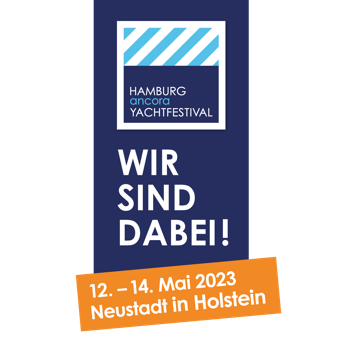 HAMBURG
ancora
YACHTFESTIVAL
WIR
SIND
DABEI!
12. – 14. Mai 2023
Neustadt in Holstein